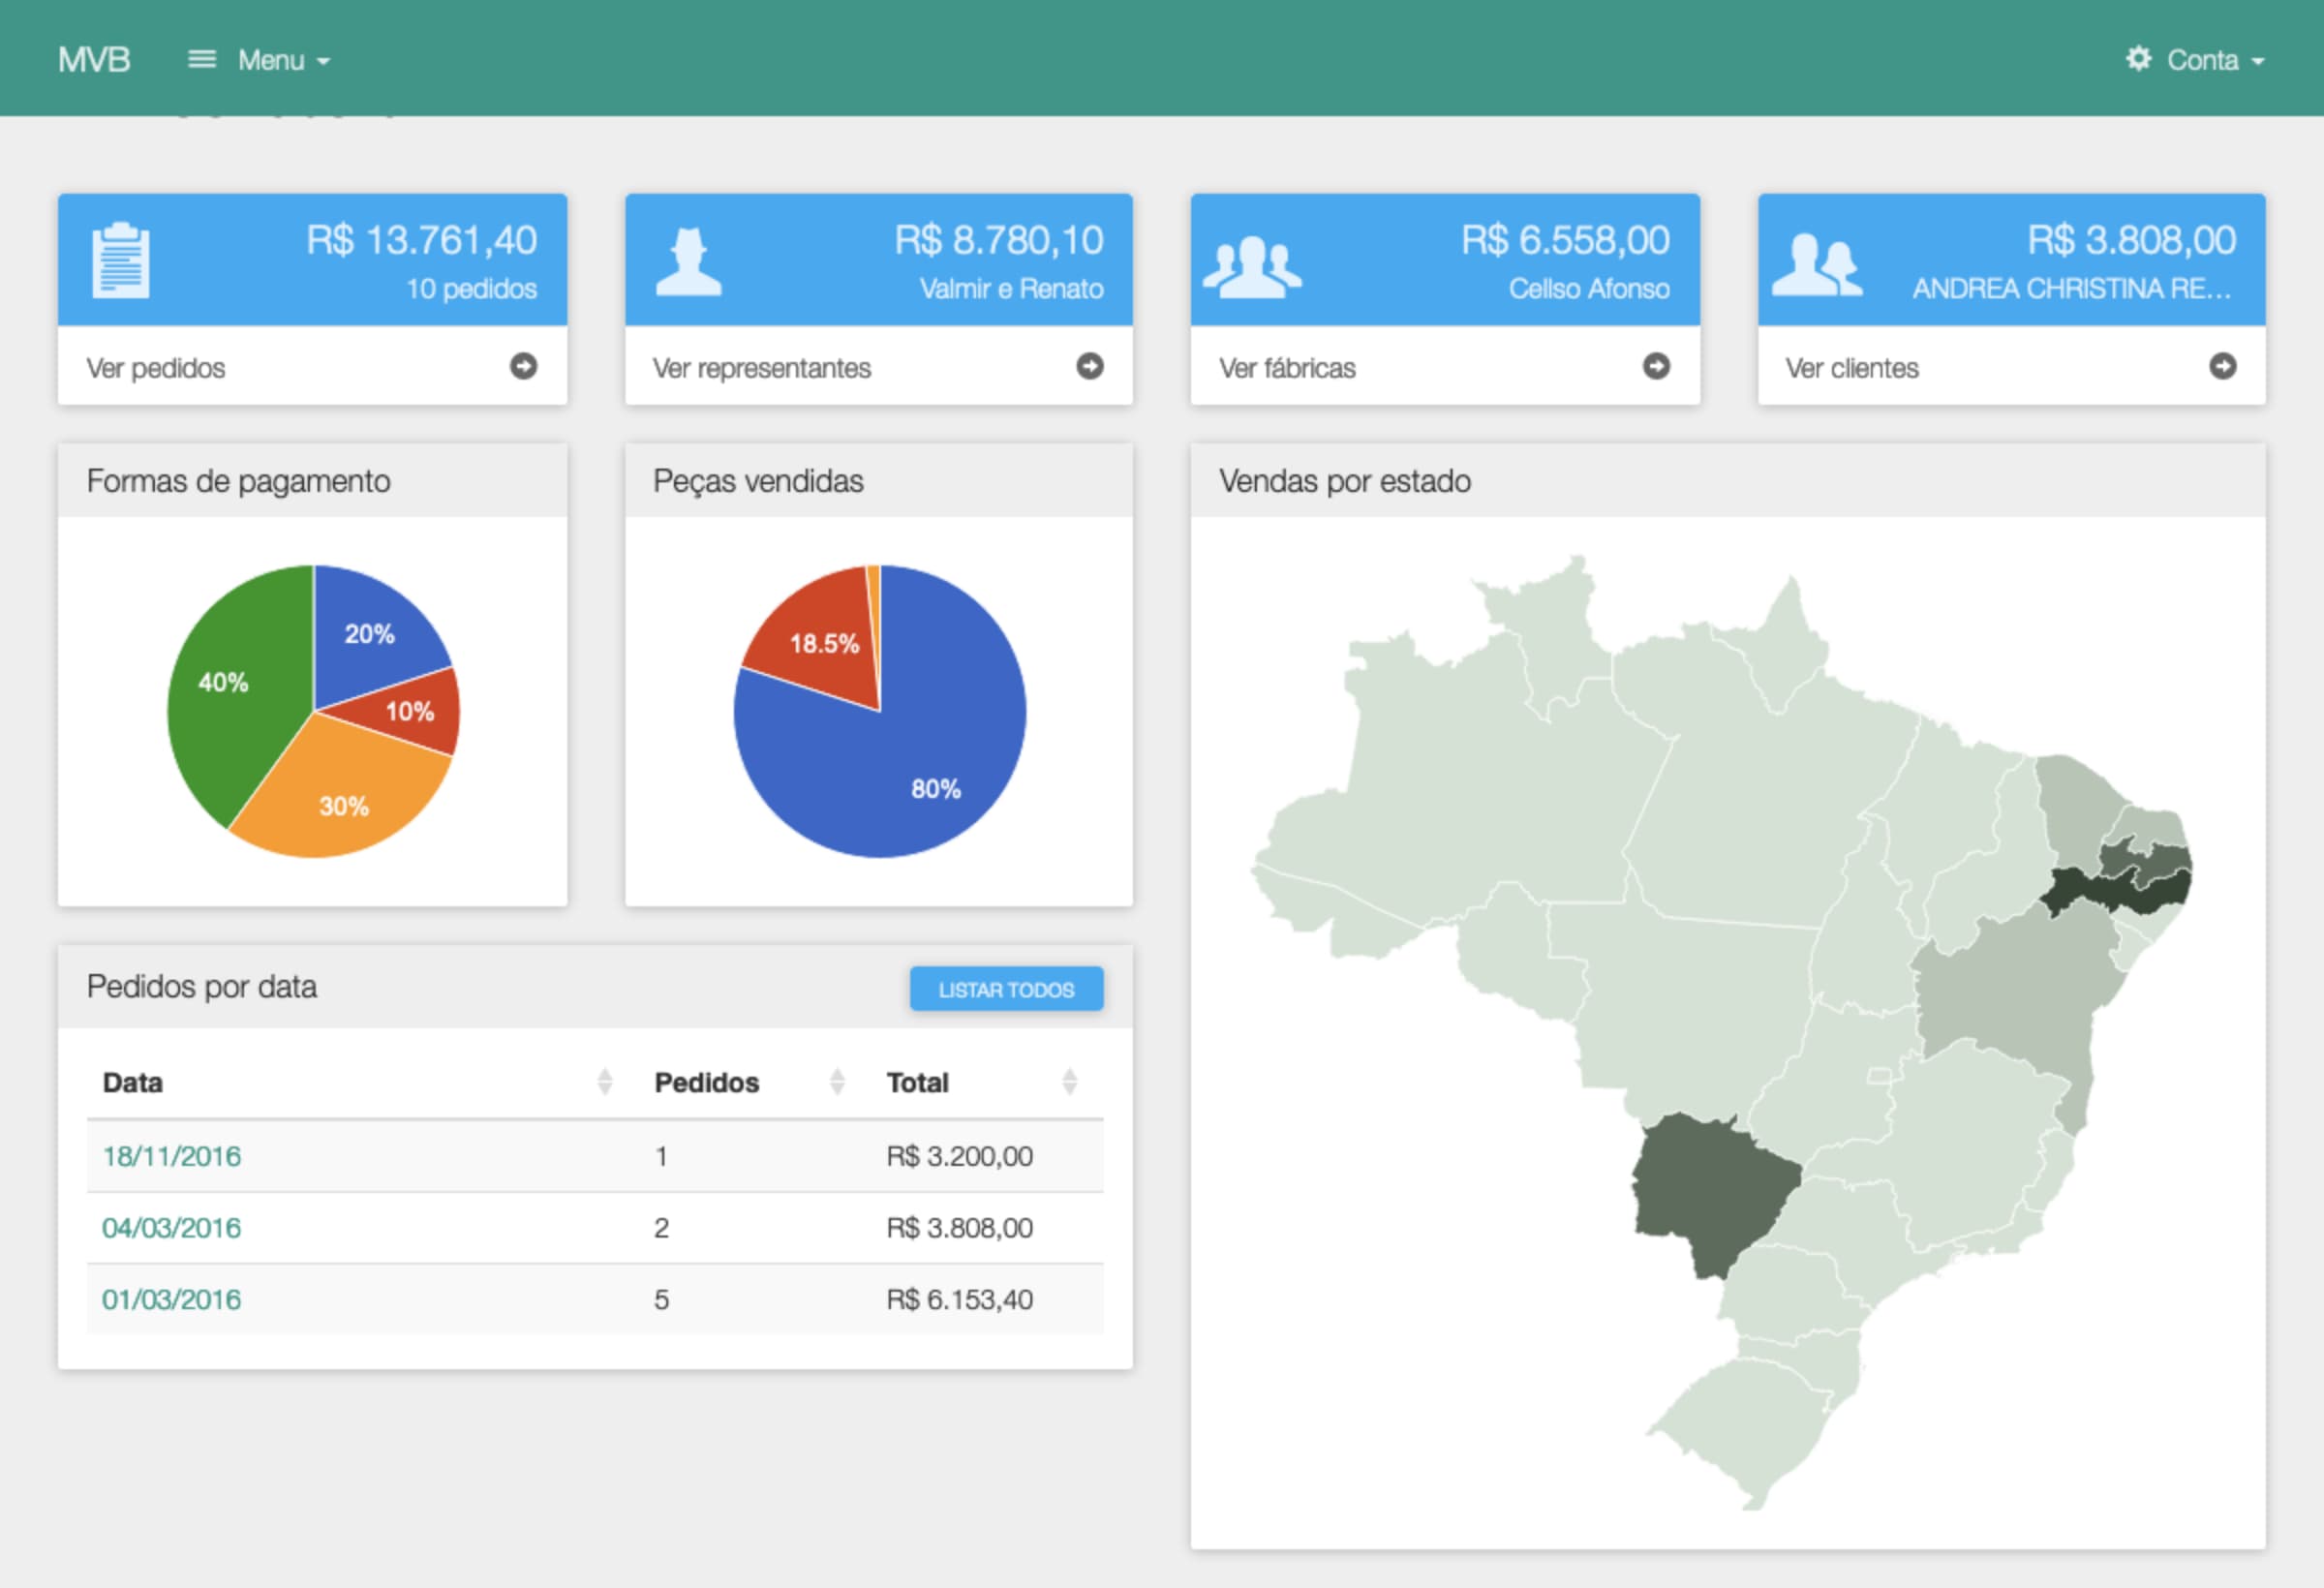 MVB Menu Conta
R$ 13.761,40
10 pedidos
Ver pedidos
R$ 8.780,10
Valmir e Renato
Ver representantes
R$ 6.558,00
Cellso Afonso
Ver fábricas
R$ 3.808,00
ANDREA CHRISTINA RE...
Ver clientes
Formas de pagamento
20%
10%
30%
40%
Peças vendidas
18.5%
80%
Vendas por estado
Pedidos por data
LISTAR TODOS
Data Pedidos Total
18/11/2016 1 R$ 3.200,00
04/03/2016 2 R$ 3.808,00
01/03/2016 5 R$ 6.153,40